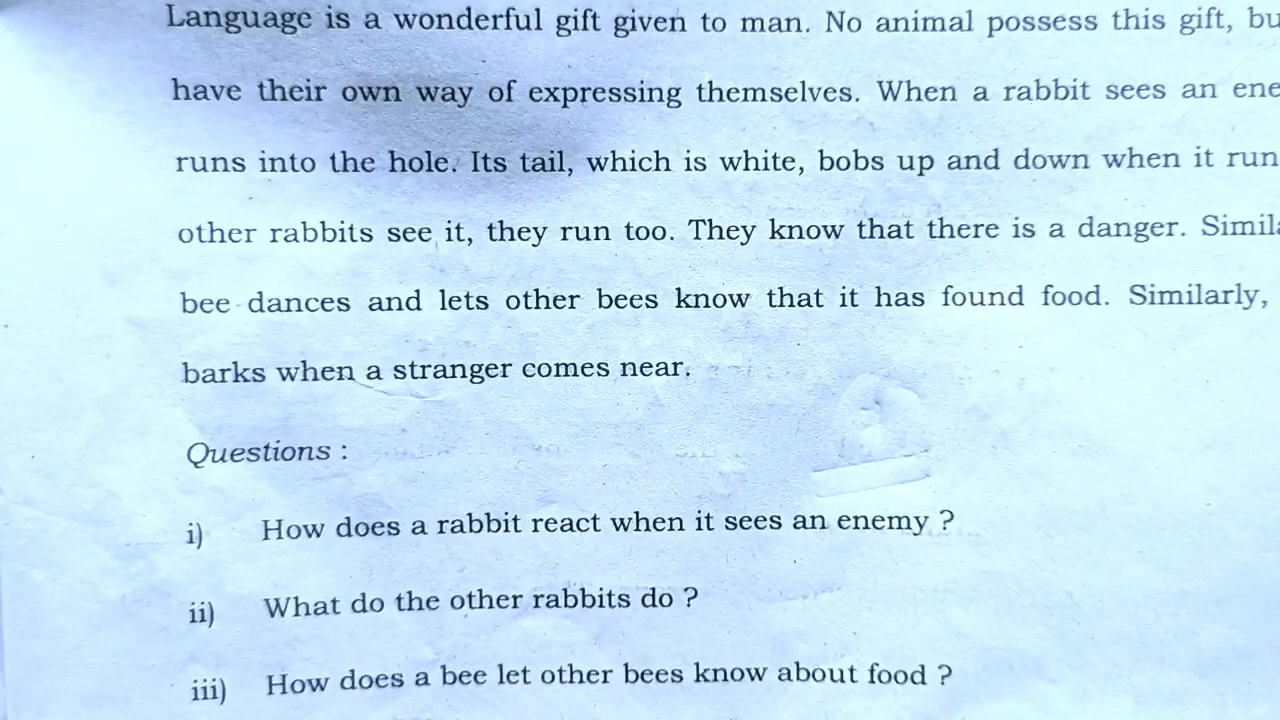 Language is a wonderful gift given to man. No animal possess this gift, bu
have their own way of expressing themselves. When a rabbit sees an ene
runs into the hole. Its tail, which is white, bobs up and down when it run
other rabbits see it, they run too. They know that there is a danger. Simila
bee dances and lets other bees know that it has found food. Similarly,
barks when a stranger comes near.
Questions :
i) How does a rabbit react when it sees an enemy ?
ii) What do the other rabbits do ?
iii) How does a bee let other bees know about food ?